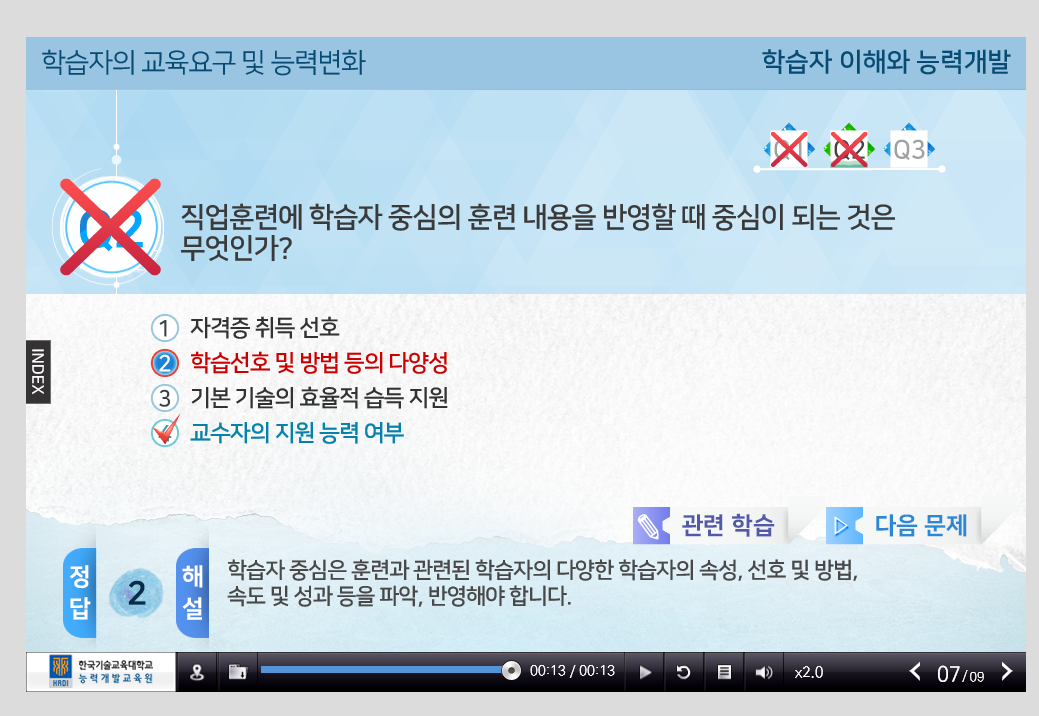 학습자의 교육요구 및 능력변화
학습자 이해와 능력개발
Q1 Q2 Q3
Q2
직업훈련에 학습자 중심의 훈련 내용을 반영할 때 중심이 되는 것은
무엇인가?
1 자격증 취득 선호
2 학습선호 및 방법 등의 다양성
3 기본 기술의 효율적 습득 지원
교수자의 지원 능력 여부
INDEX
관련 학습
다음 문제
정답
2
해설
학습자 중심은 훈련과 관련된 학습자의 다양한 학습자의 속성, 선호 및 방법,
속도 및 성과 등을 파악, 반영해야 합니다.
HRDI
한국기술교육대학교
능력개발교육원
00:13 / 00:13
x2.0
07/09